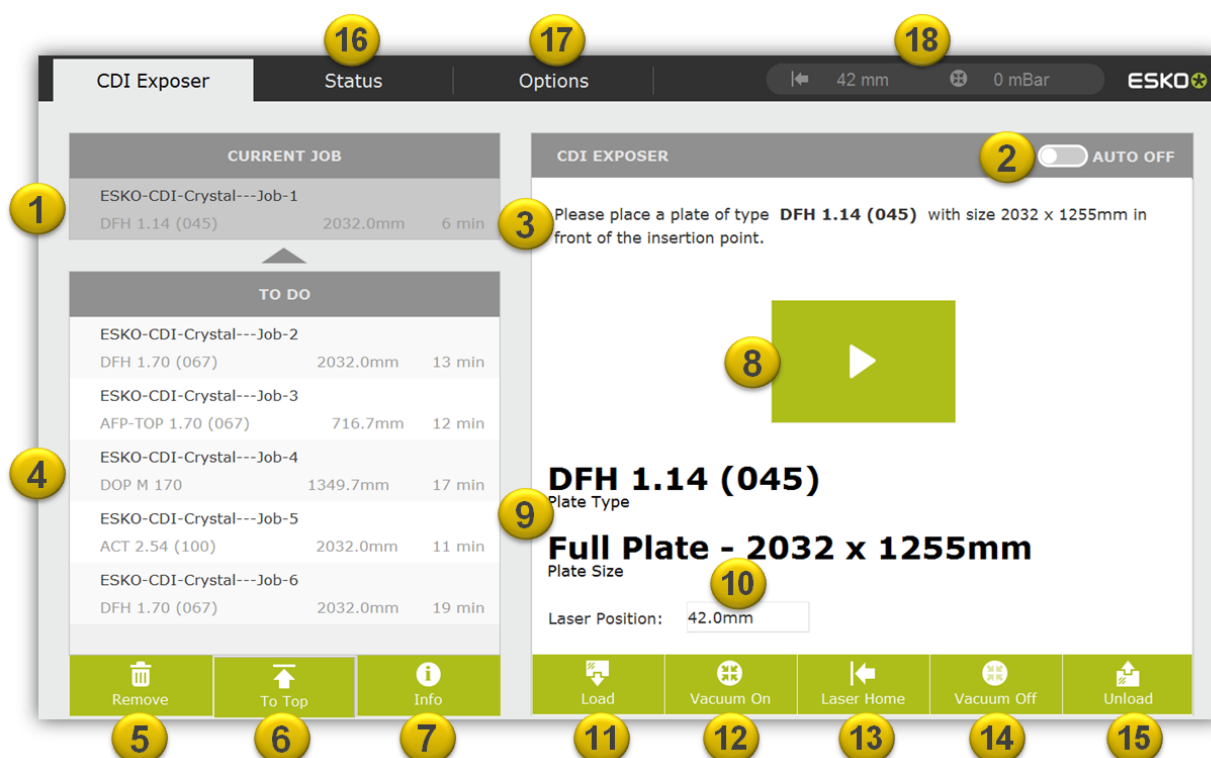 16
17
18
CDI Exposer
Status
Options
42 mm
0 mBar
ESKO
CURRENT JOB
1
ESKO-CDI-Crystal---Job-1
DFH 1.14 (045) 2032.0mm 6 min
TO DO
4
ESKO-CDI-Crystal---Job-2
DFH 1.70 (067) 2032.0mm 13 min
ESKO-CDI-Crystal---Job-3
AFP-TOP 1.70 (067) 716.7mm 12 min
ESKO-CDI-Crystal---Job-4
DOP M 170 1349.7mm 17 min
ESKO-CDI-Crystal---Job-5
ACT 2.54 (100) 2032.0mm 11 min
ESKO-CDI-Crystal---Job-6
DFH 1.70 (067) 2032.0mm 19 min
Remove
To Top
Info
5
6
7
CDI EXPOSER
2
AUTO OFF
3
Please place a plate of type DFH 1.14 (045) with size 2032 x 1255mm in
front of the insertion point.
8
9
DFH 1.14 (045)
Plate Type
Full Plate - 2032 x 1255mm
Plate Size
10
Laser Position: 42.0mm
Load
Vacuum On
Laser Home
Vacuum Off
Unload
11
12
13
14
15